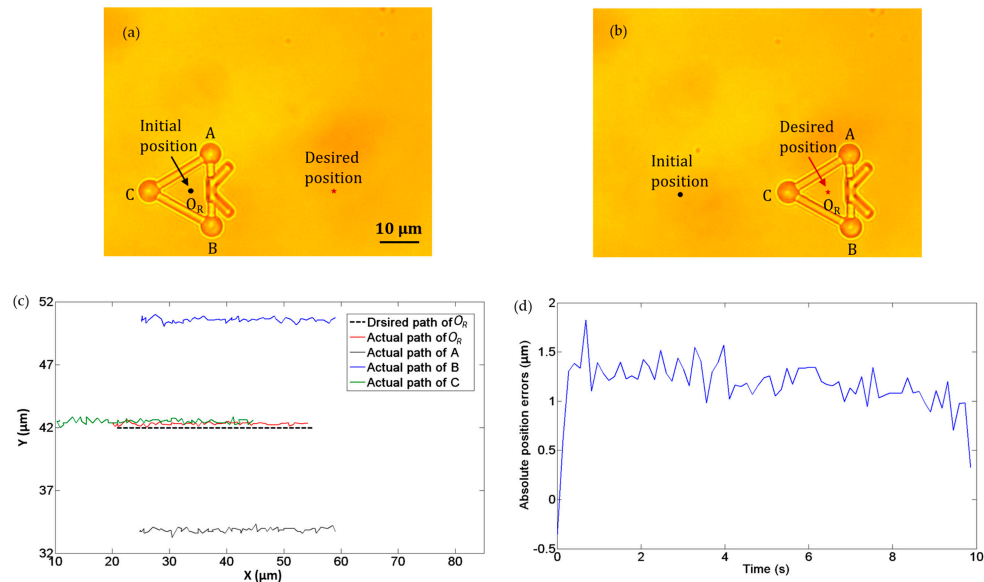 (a)
Initial
position
A
Desired
position
C
O_R
B
10 μm
(b)
Initial
position
Desired
position
A
C
O_R
B
(c)
52
47
42
37
32
Y (μm)
10 20 30 40 50 60 70 80
X (μm)
Drsired path of O_R
Actual path of O_R
Actual path of A
Actual path of B
Actual path of C
(d)
2
1.5
1
0.5
0
-0.5
Absolute position errors (μm)
0 2 4 6 8 10
Time (s)